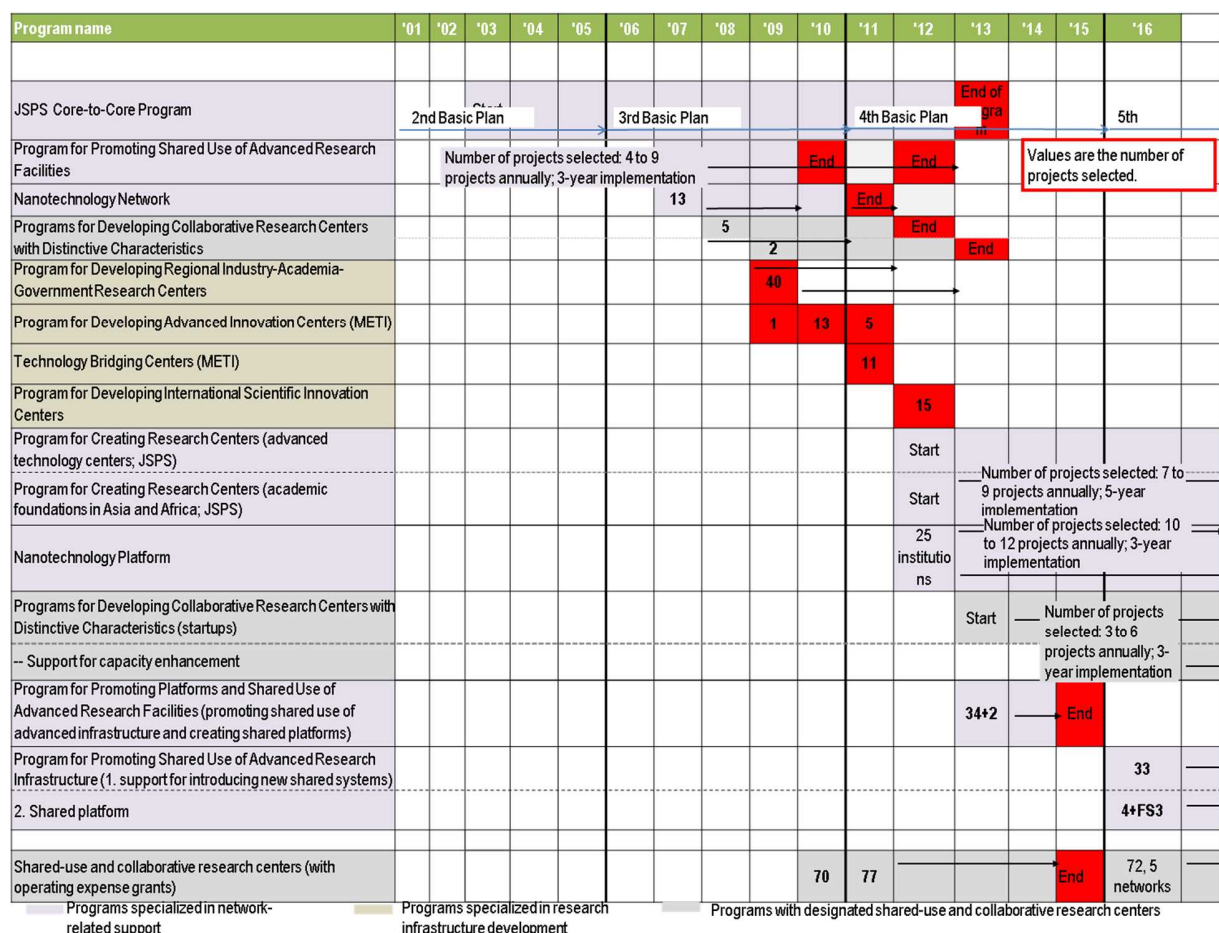 Program name '01 '02 '03 '04 '05 '06 '07 '08 '09 '10 '11 '12 '13 '14 '15 '16
JSPS Core-to-Core Program
End of
2nd Basic Plan 3rd Basic Plan 4th Basic Plan 5th
Program for Promoting Shared Use of Advanced Research
Facilities
Number of projects selected: 4 to 9
projects annually; 3-year implementation
End End
Values are the number of
projects selected.
Nanotechnology Network 13 End
Programs for Developing Collaborative Research Centers
with Distinctive Characteristics
5 End
2 End
Program for Developing Regional Industry-Academia-
Government Research Centers
40
Program for Developing Advanced Innovation Centers (METI) 1 13 5
Technology Bridging Centers (METI) 11
Program for Developing International Scientific Innovation
Centers
15
Program for Creating Research Centers (advanced
technology centers; JSPS)
Start
Number of projects selected: 7 to
9 projects annually; 5-year
implementation
Program for Creating Research Centers (academic
foundations in Asia and Africa; JSPS)
Start
Number of projects selected: 10
to 12 projects annually; 3-year
implementation
Nanotechnology Platform
25
institutio
ns
Programs for Developing Collaborative Research Centers with
Distinctive Characteristics (startups)
Start
Number of projects
selected: 3 to 6
projects annually; 3-
year implementation
-- Support for capacity enhancement
Program for Promoting Platforms and Shared Use of
Advanced Research Facilities (promoting shared use of
advanced infrastructure and creating shared platforms)
34+2 End
Program for Promoting Shared Use of Advanced Research
Infrastructure (1. support for introducing new shared systems)
33
2. Shared platform 4+FS3
Shared-use and collaborative research centers (with
operating expense grants)
70 77 End
72, 5
networks
Programs specialized in network-
related support
Programs specialized in research
infrastructure development
Programs with designated shared-use and collaborative research centers